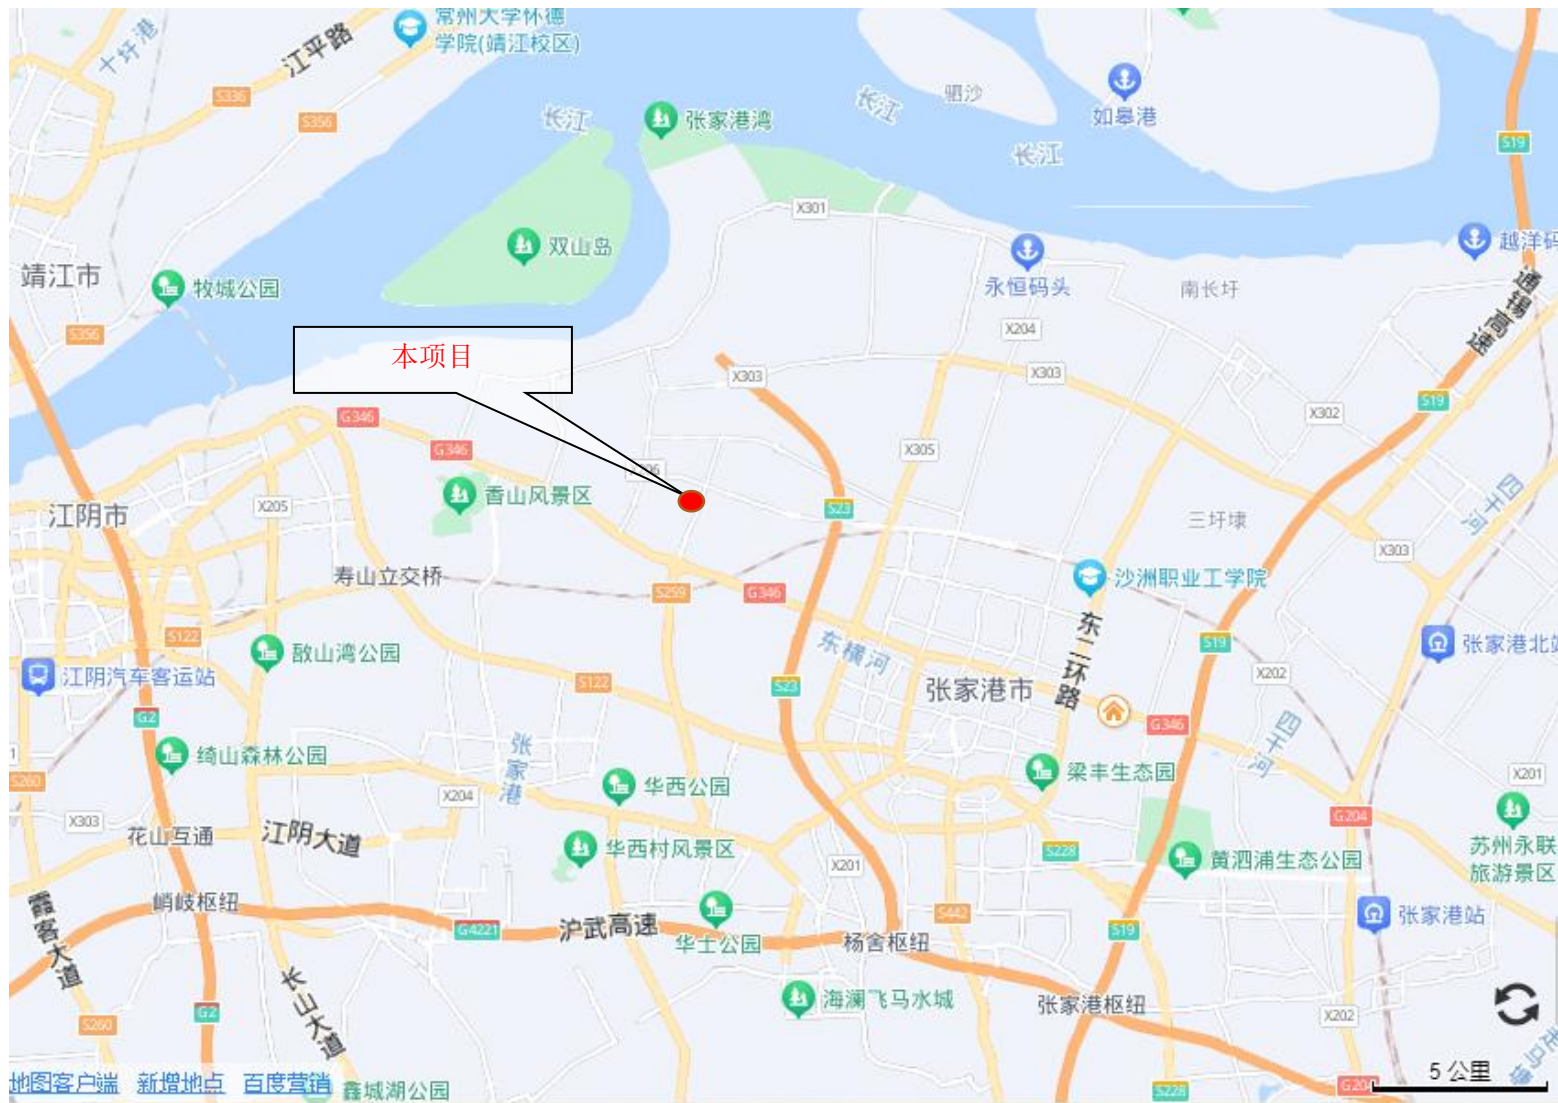 常州大学怀德
学院(靖江校区)
十圩港
江平路
S336
S356
长江
张家港湾
长江
驷沙
如皋港
长江
S19
X301
双山岛
永恒码头
越洋码
靖江市
牧城公园
南长圩
通锡高速
S356
X204
本项目
X303
X303
S19
X302
G346
G346
X305
香山风景区
X205
S23
江阴市
三圩埭
四干河
X303
寿山立交桥
沙洲职业工学院
S259
G346
S122
东横河
东二环路
S19
张家港北站
敔山湾公园
江阴汽车客运站
S122
S23
张家港市
X202
G2
G346
四干河
绮山森林公园
张家港
梁丰生态园
S260
华西公园
X204
X201
X303
花山互通
江阴大道
G204
华西村风景区
S228
黄泗浦生态公园
苏州永联
旅游景区
X201
霞客大道
峭岐枢纽
G4221
沪武高速
华士公园
杨舍枢纽
S442
S19
张家港站
长山大道
海澜飞马水城
张家港枢纽
G2
S260
X202
地图客户端
新增地点
百度营销
鑫城湖公园
S228
G204
5 公里